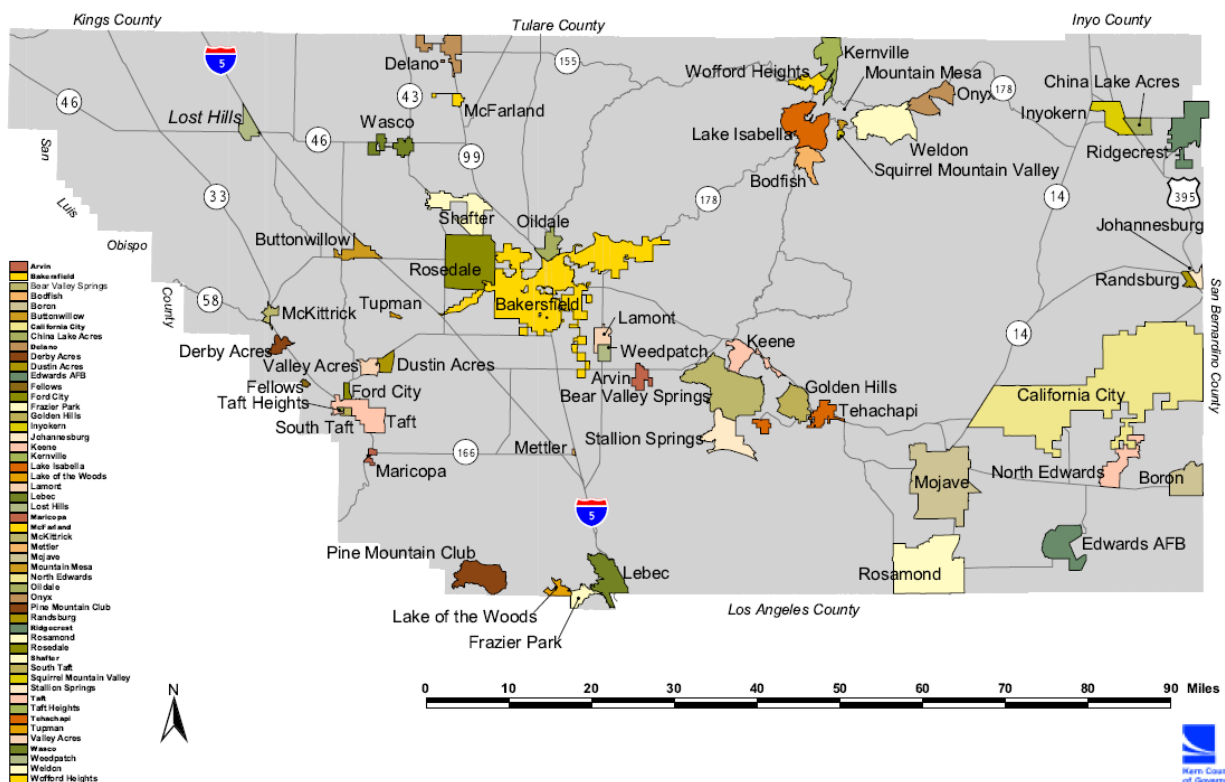 Kings County
Tulare County
Inyo County
5
155
Delano
Kernville
Wofford Heights
Mountain Mesa
China Lake Acres
46
43
McFarland
Onyx
178
Lost Hills
Wasco
Inyokern
46
Lake Isabella
99
Weldon
Ridgecrest
San
Squirrel Mountain Valley
Bodfish
33
178
14
395
Luis
Shafter
Oildale
Johannesburg
Obispo
Buttonwillow
Rosedale
Randsburg
San Bernardino County
County
58
Tupman
Bakersfield
McKittrick
Lamont
14
Derby Acres
Weedpatch
Keene
Valley Acres
Dustin Acres
Arvin
Fellows
Ford City
Bear Valley Springs
Golden Hills
California City
Taft Heights
Tehachapi
South Taft
Taft
Stallion Springs
166
Mettler
Maricopa
North Edwards
Boron
Mojave
5
Edwards AFB
Pine Mountain Club
Lebec
Rosamond
Lake of the Woods
Los Angeles County
Frazier Park
Arvin
Bakersfield
Bear Valley Springs
Bodfish
Boron
Buttonwillow
California City
China Lake Acres
Delano
Derby Acres
Dustin Acres
Edwards AFB
Fellows
Ford City
Frazier Park
Golden Hills
Inyokern
Johannesburg
Keene
Kernville
Lake Isabella
Lake of the Woods
Lamont
Lebec
Lost Hills
Maricopa
McFarland
McKittrick
Mettler
Mojave
Mountain Mesa
North Edwards
Oildale
Onyx
Pine Mountain Club
Randsburg
Ridgecrest
Rosamond
Rosedale
Shafter
South Taft
Squirrel Mountain Valley
Stallion Springs
Taft
Taft Heights
Tehachapi
Tupman
Valley Acres
Wasco
Weedpatch
Weldon
Wofford Heights
N
0 10 20 30 40 50 60 70 80 90 Miles
Kern Coun
of Govern